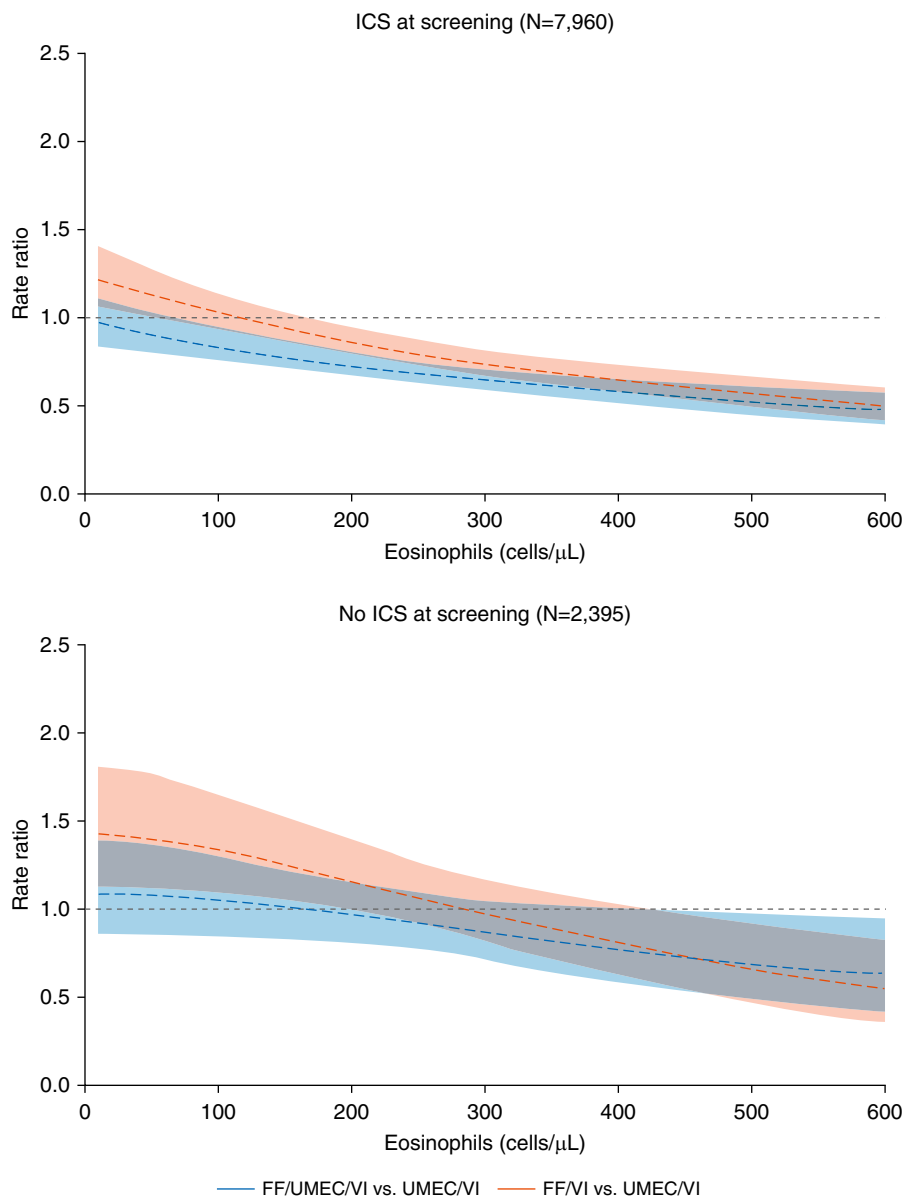 ICS at screening (N=7,960)
2.5
2.0
1.5
1.0
0.5
0.0
Rate ratio
0 100 200 300 400 500 600
Eosinophils (cells/μL)
No ICS at screening (N=2,395)
2.5
2.0
1.5
1.0
0.5
0.0
Rate ratio
0 100 200 300 400 500 600
Eosinophils (cells/μL)
FF/UMEC/VI vs. UMEC/VI FF/VI vs. UMEC/VI